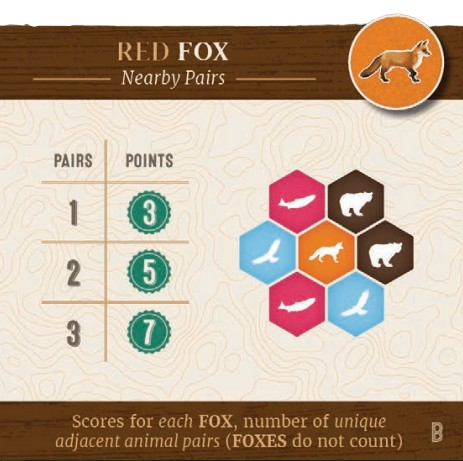 RED FOX
Nearby Pairs
PAIRS POINTS
1 3
2 5
3 7
Scores for each FOX, number of unique
adjacent animal pairs (FOXES do not count)
B